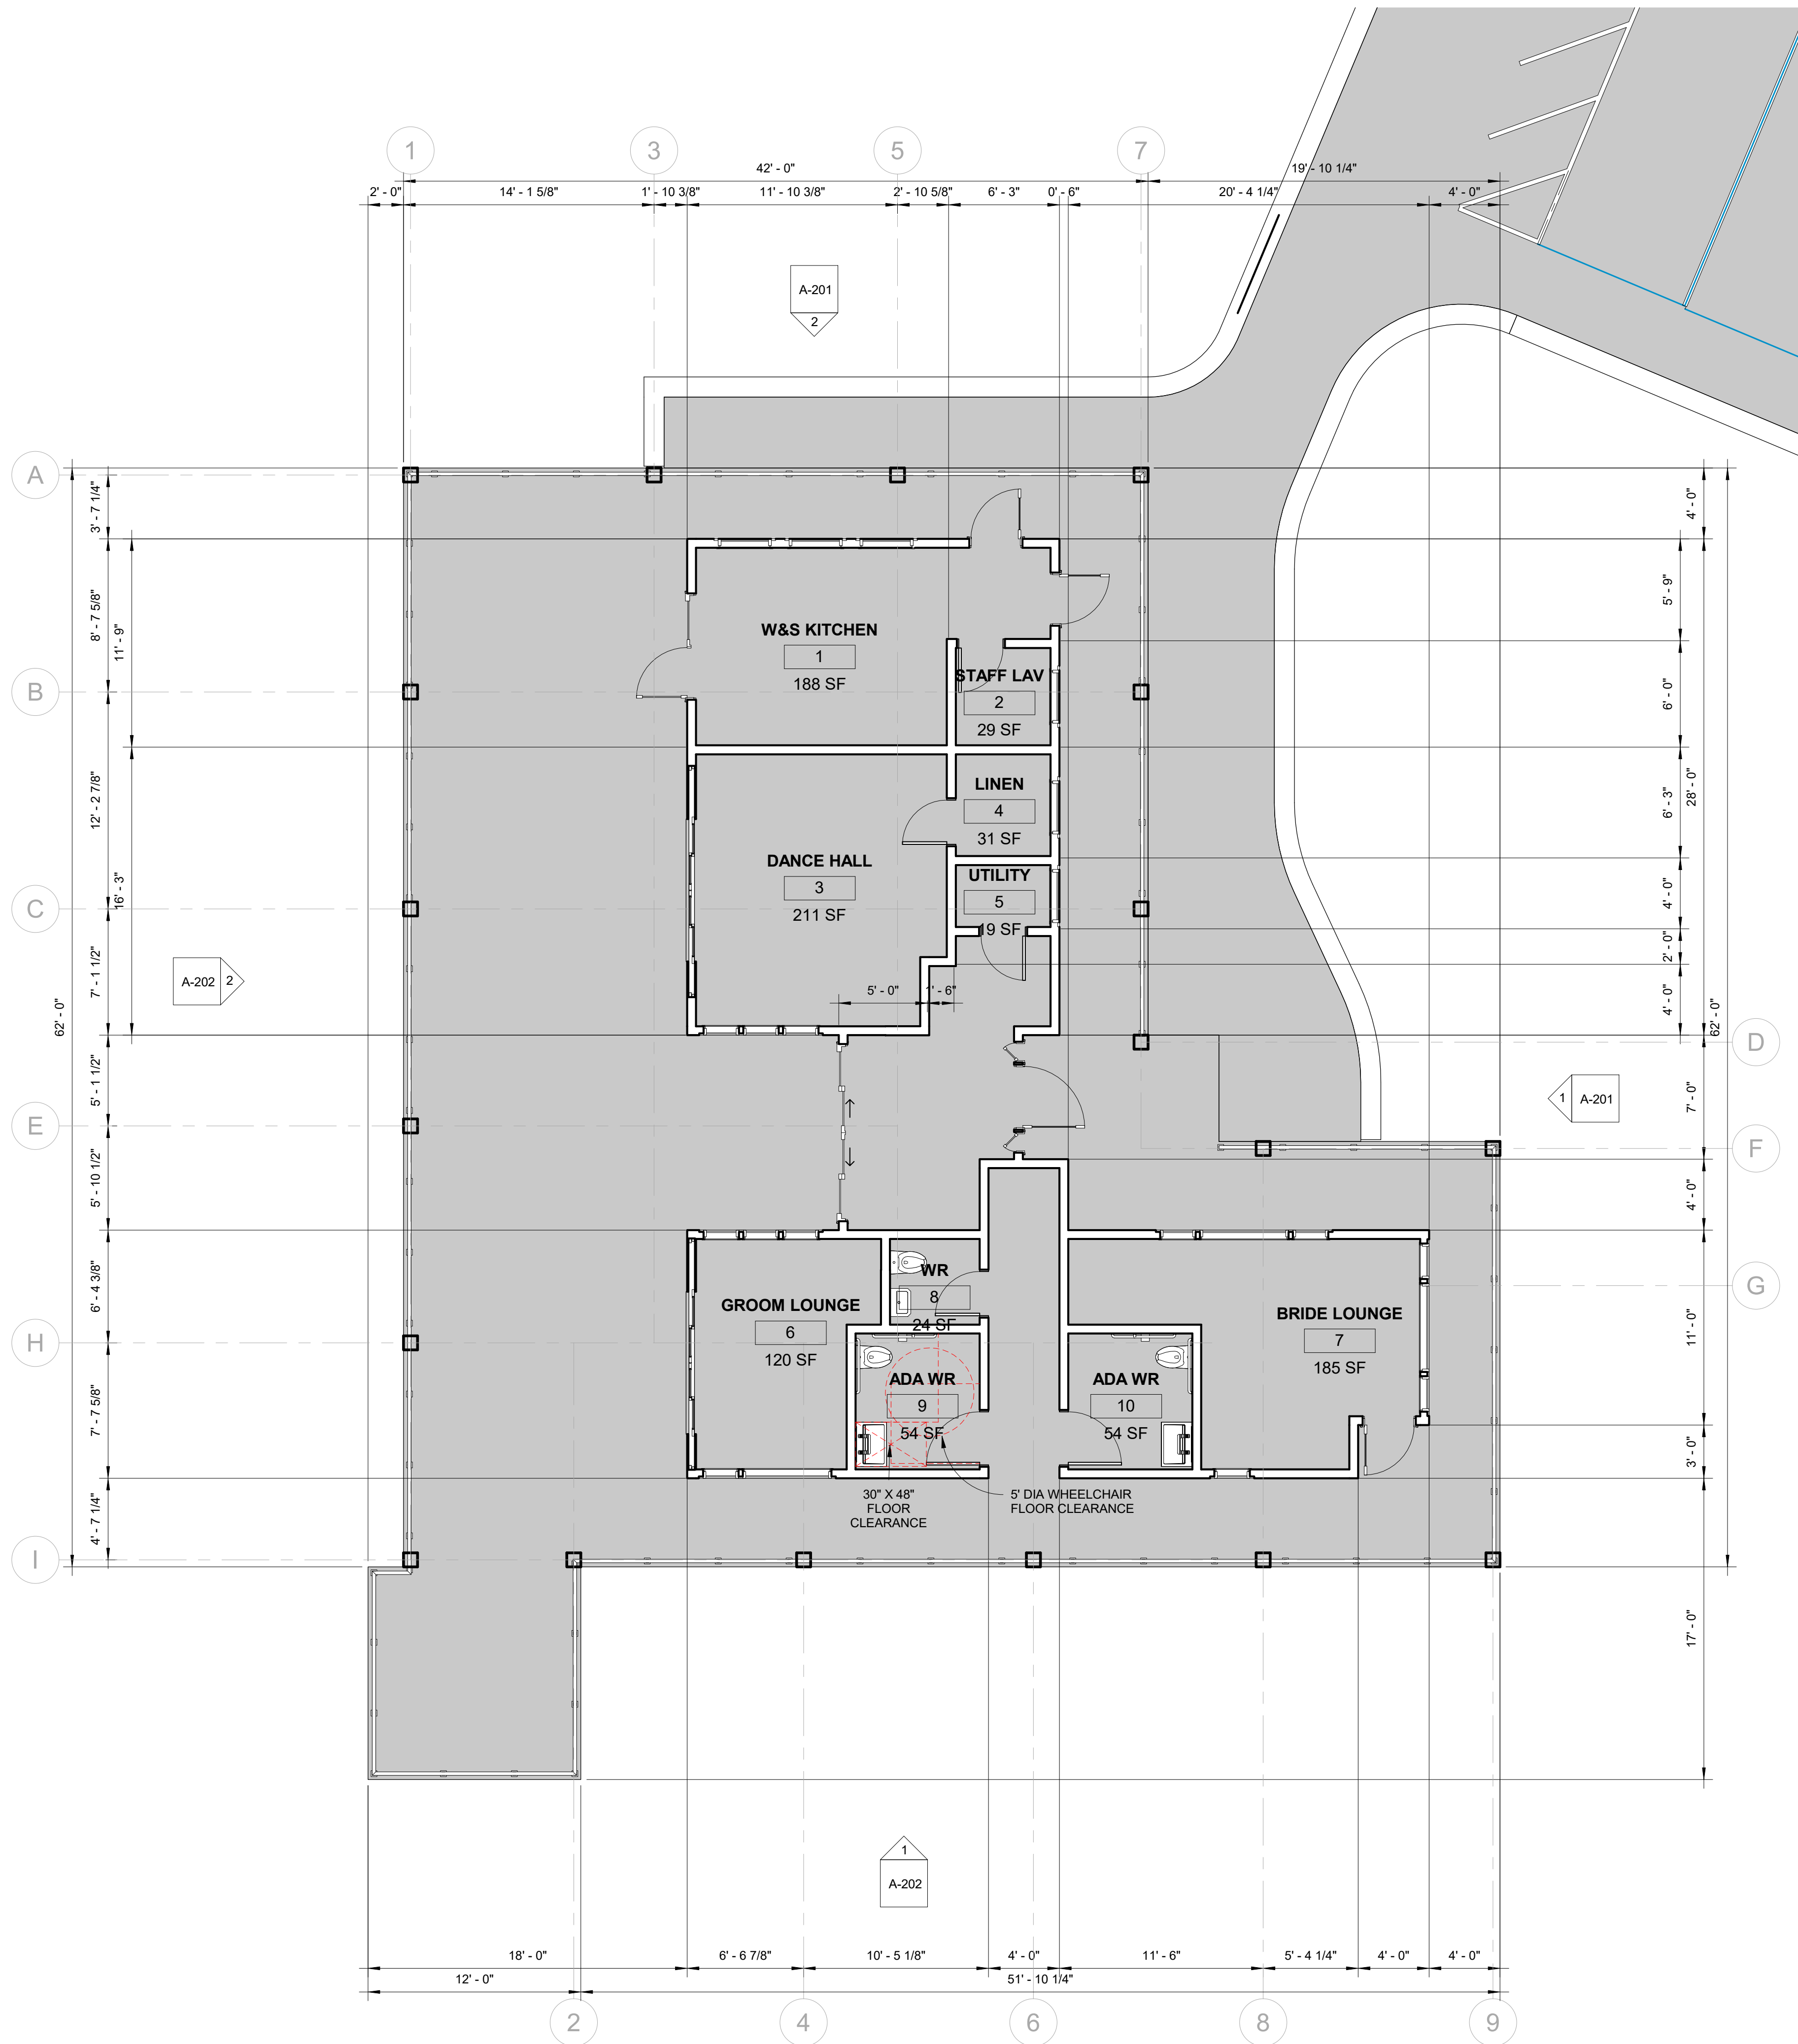 1
3
5
7
42' - 0"
19' - 10 1/4"
2' - 0"
14' - 1 5/8"
1' - 10 3/8"
11' - 10 3/8"
2' - 10 5/8"
6' - 3"
0' - 6"
20' - 4 1/4"
4' - 0"
A-201
2
A
B
C
E
H
I
3' - 7 1/4"
8' - 7 5/8"
12' - 2 7/8"
7' - 1 1/2"
5' - 1 1/2"
5' - 10 1/2"
6' - 4 3/8"
7' - 7 5/8"
4' - 7 1/4"
11' - 9"
16' - 3"
62' - 0"
A-202
2
W&S KITCHEN
1
188 SF
STAFF LAV
2
29 SF
LINEN
4
31 SF
DANCE HALL
3
211 SF
UTILITY
5
19 SF
5' - 0"
1' - 6"
GROOM LOUNGE
6
120 SF
WR
8
24 SF
BRIDE LOUNGE
7
185 SF
ADA WR
9
54 SF
ADA WR
10
54 SF
30" X 48"
FLOOR
CLEARANCE
5' DIA WHEELCHAIR
FLOOR CLEARANCE
4' - 0"
5' - 9"
6' - 0"
6' - 3"
28' - 0"
4' - 0"
2' - 0"
4' - 0"
62' - 0"
7' - 0"
4' - 0"
11' - 0"
3' - 0"
17' - 0"
D
F
G
1
A-201
1
A-202
18' - 0"
6' - 6 7/8"
10' - 5 1/8"
4' - 0"
11' - 6"
5' - 4 1/4"
4' - 0"
4' - 0"
12' - 0"
51' - 10 1/4"
2
4
6
8
9